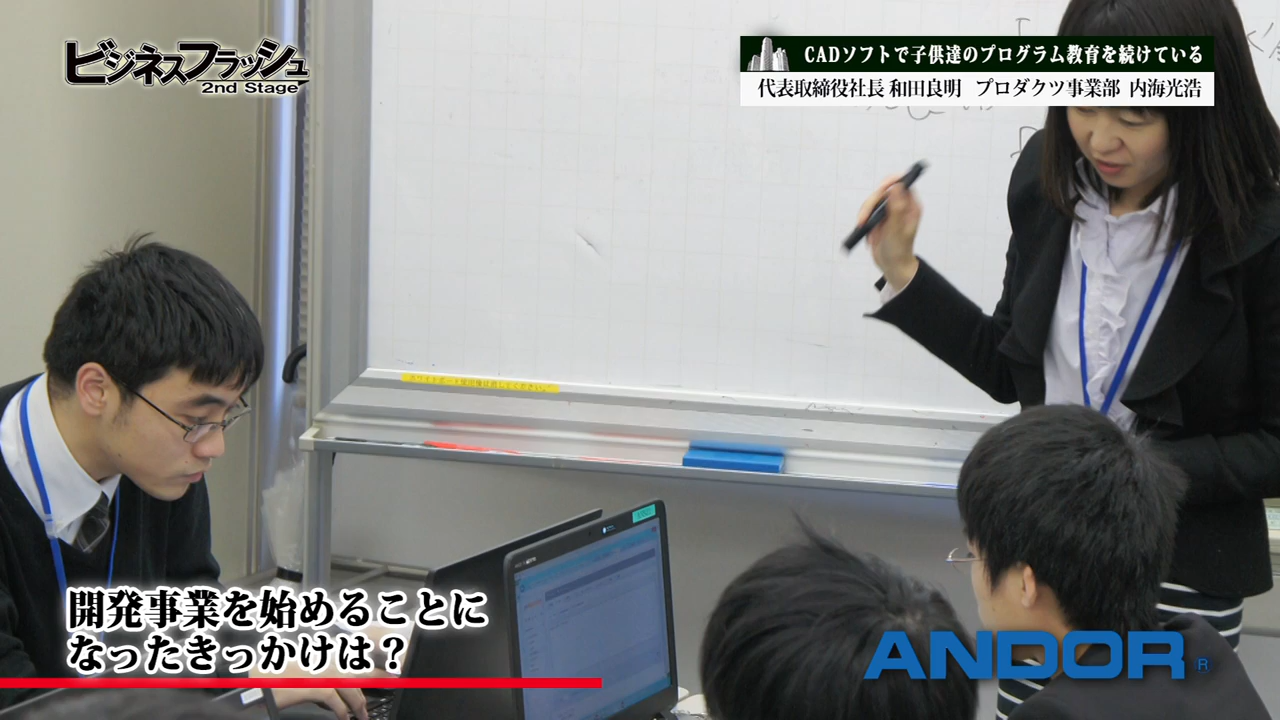 ビジネスフラッシュ
2nd Stage
CADソフトで子供達のプログラム教育を続けている
代表取締役社長 和田良明 プロダクツ事業部 内海光浩
開発事業を始めることに
なったきっかけは？
ANDOR®